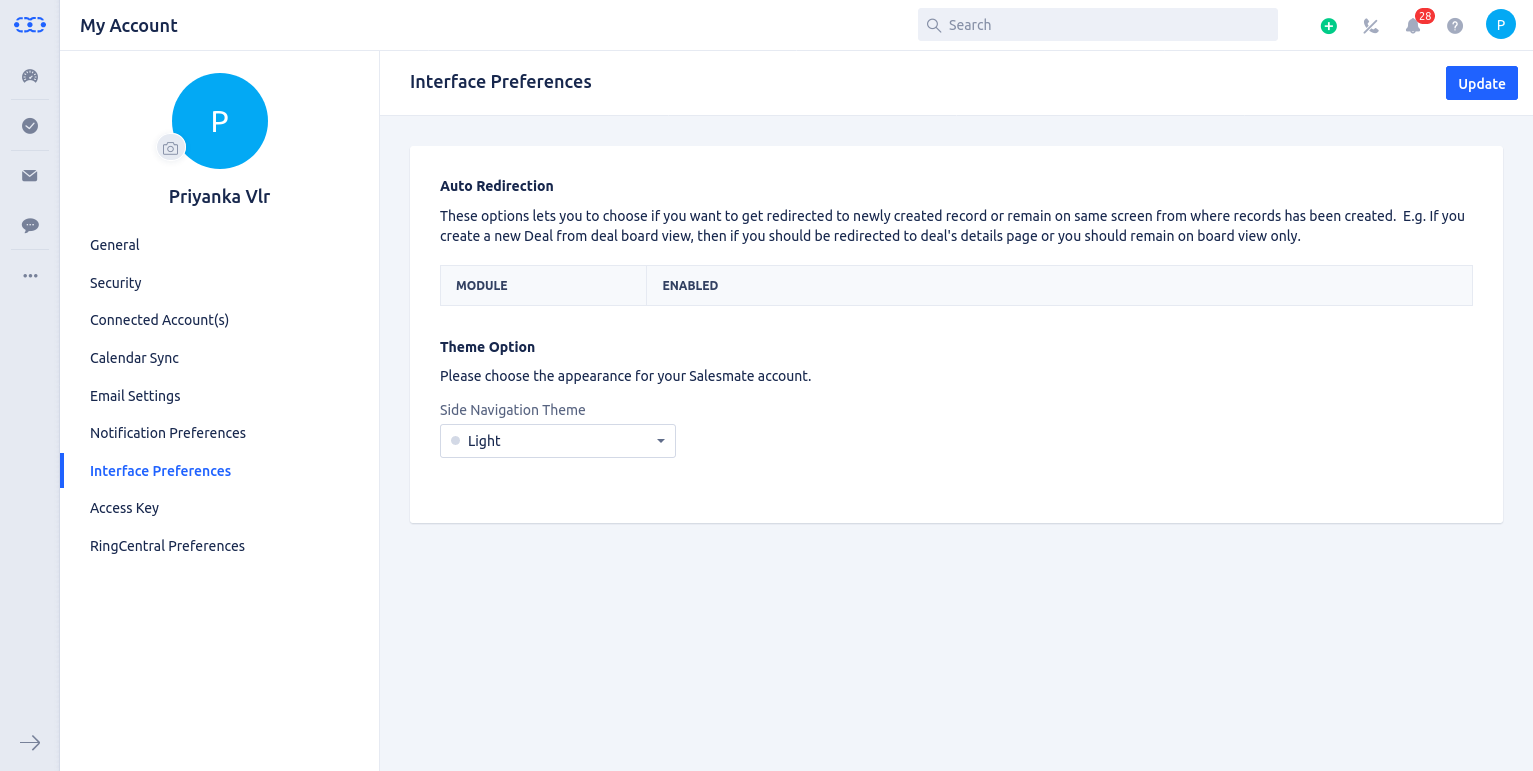 My Account
Search
28
P
P
Priyanka Vlr
General
Security
Connected Account(s)
Calendar Sync
Email Settings
Notification Preferences
Interface Preferences
Access Key
RingCentral Preferences
Interface Preferences
Update
Auto Redirection
These options lets you to choose if you want to get redirected to newly created record or remain on same screen from where records has been created.  E.g. If you
create a new Deal from deal board view, then if you should be redirected to deal's details page or you should remain on board view only.
MODULE ENABLED
Theme Option
Please choose the appearance for your Salesmate account.
Side Navigation Theme
Light